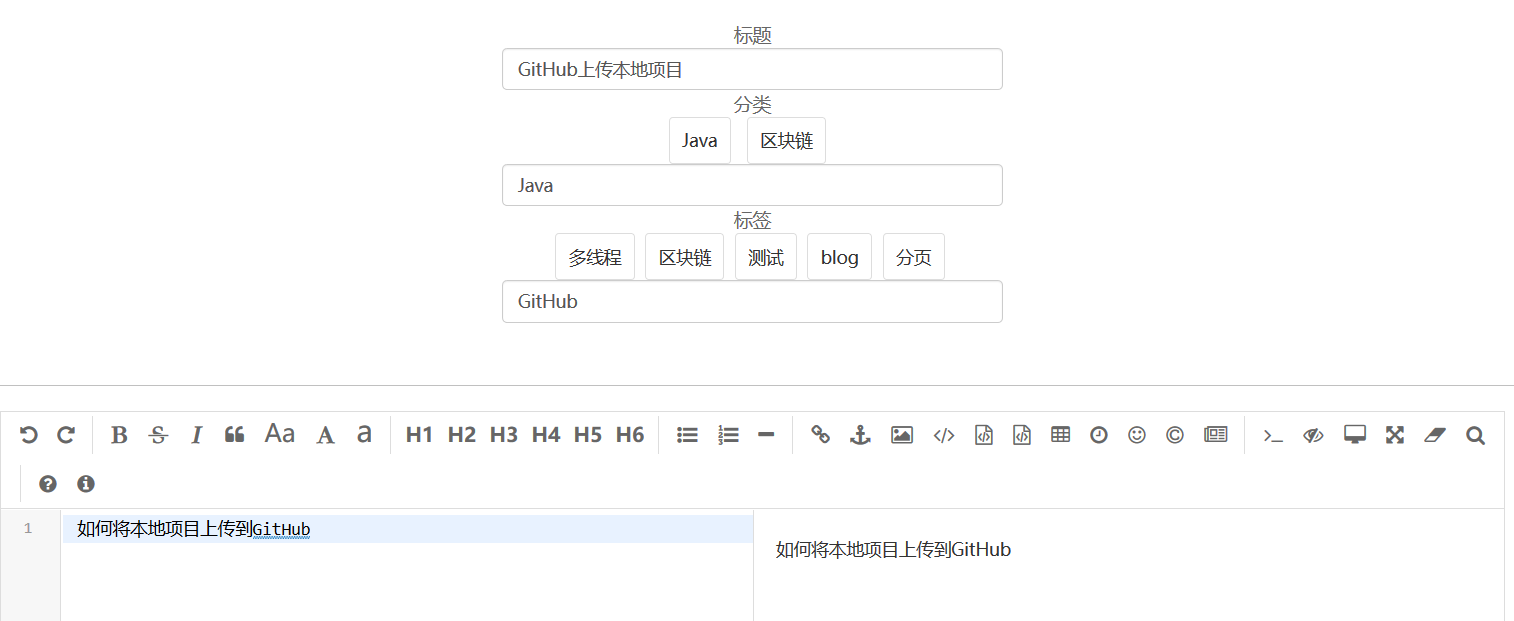 标题
GitHub上传本地项目
分类
Java 区块链
Java
标签
多线程 区块链 测试 blog 分页
GitHub
B S I Aa A a H1 H2 H3 H4 H5 H6
1 如何将本地项目上传到GitHub
如何将本地项目上传到GitHub